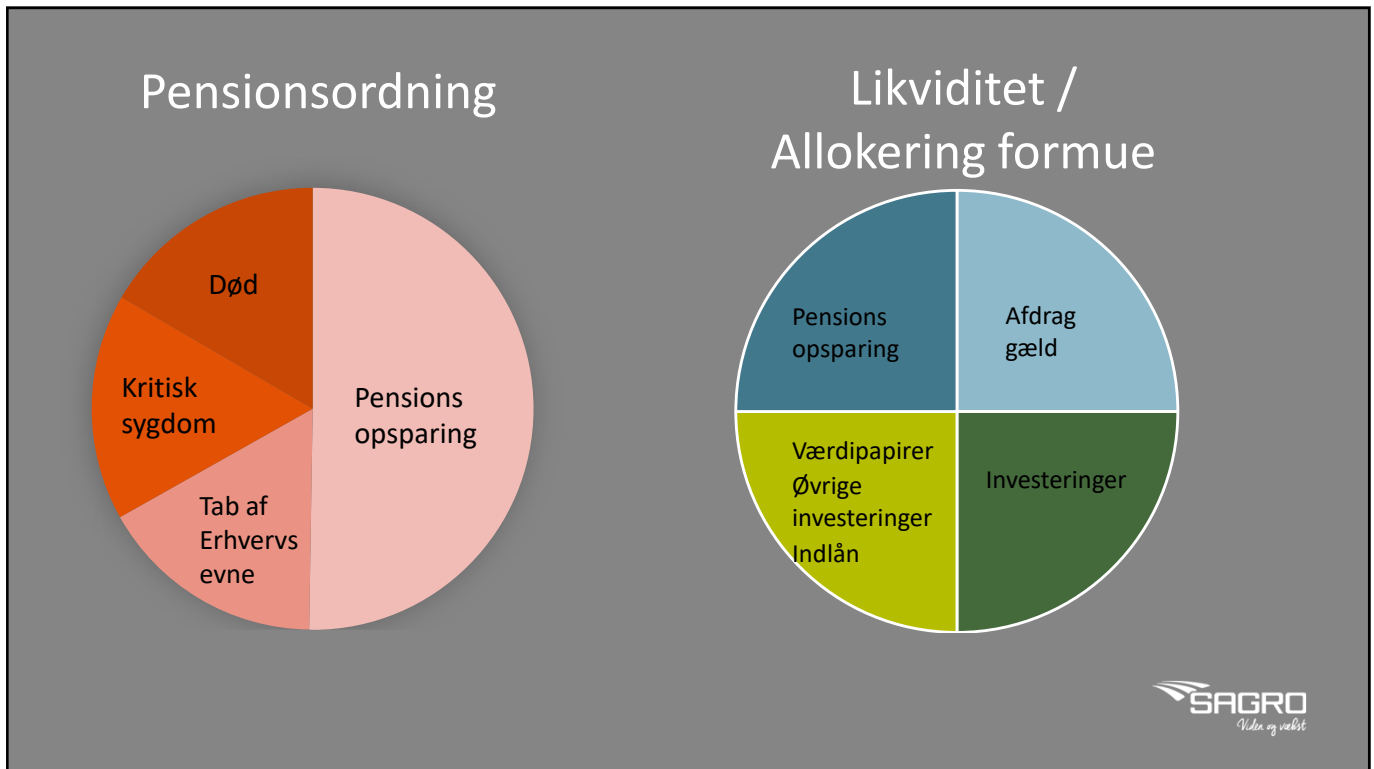 Pensionsordning
Død
Kritisk
sygdom
Tab af
Erhvervs
evne
Pensions
opsparing
Likviditet /
Allokering formue
Pensions
opsparing
Afdrag
gæld
Værdipapirer
Øvrige
investeringer
Indlån
Investeringer
SAGRO
Viden og vækst